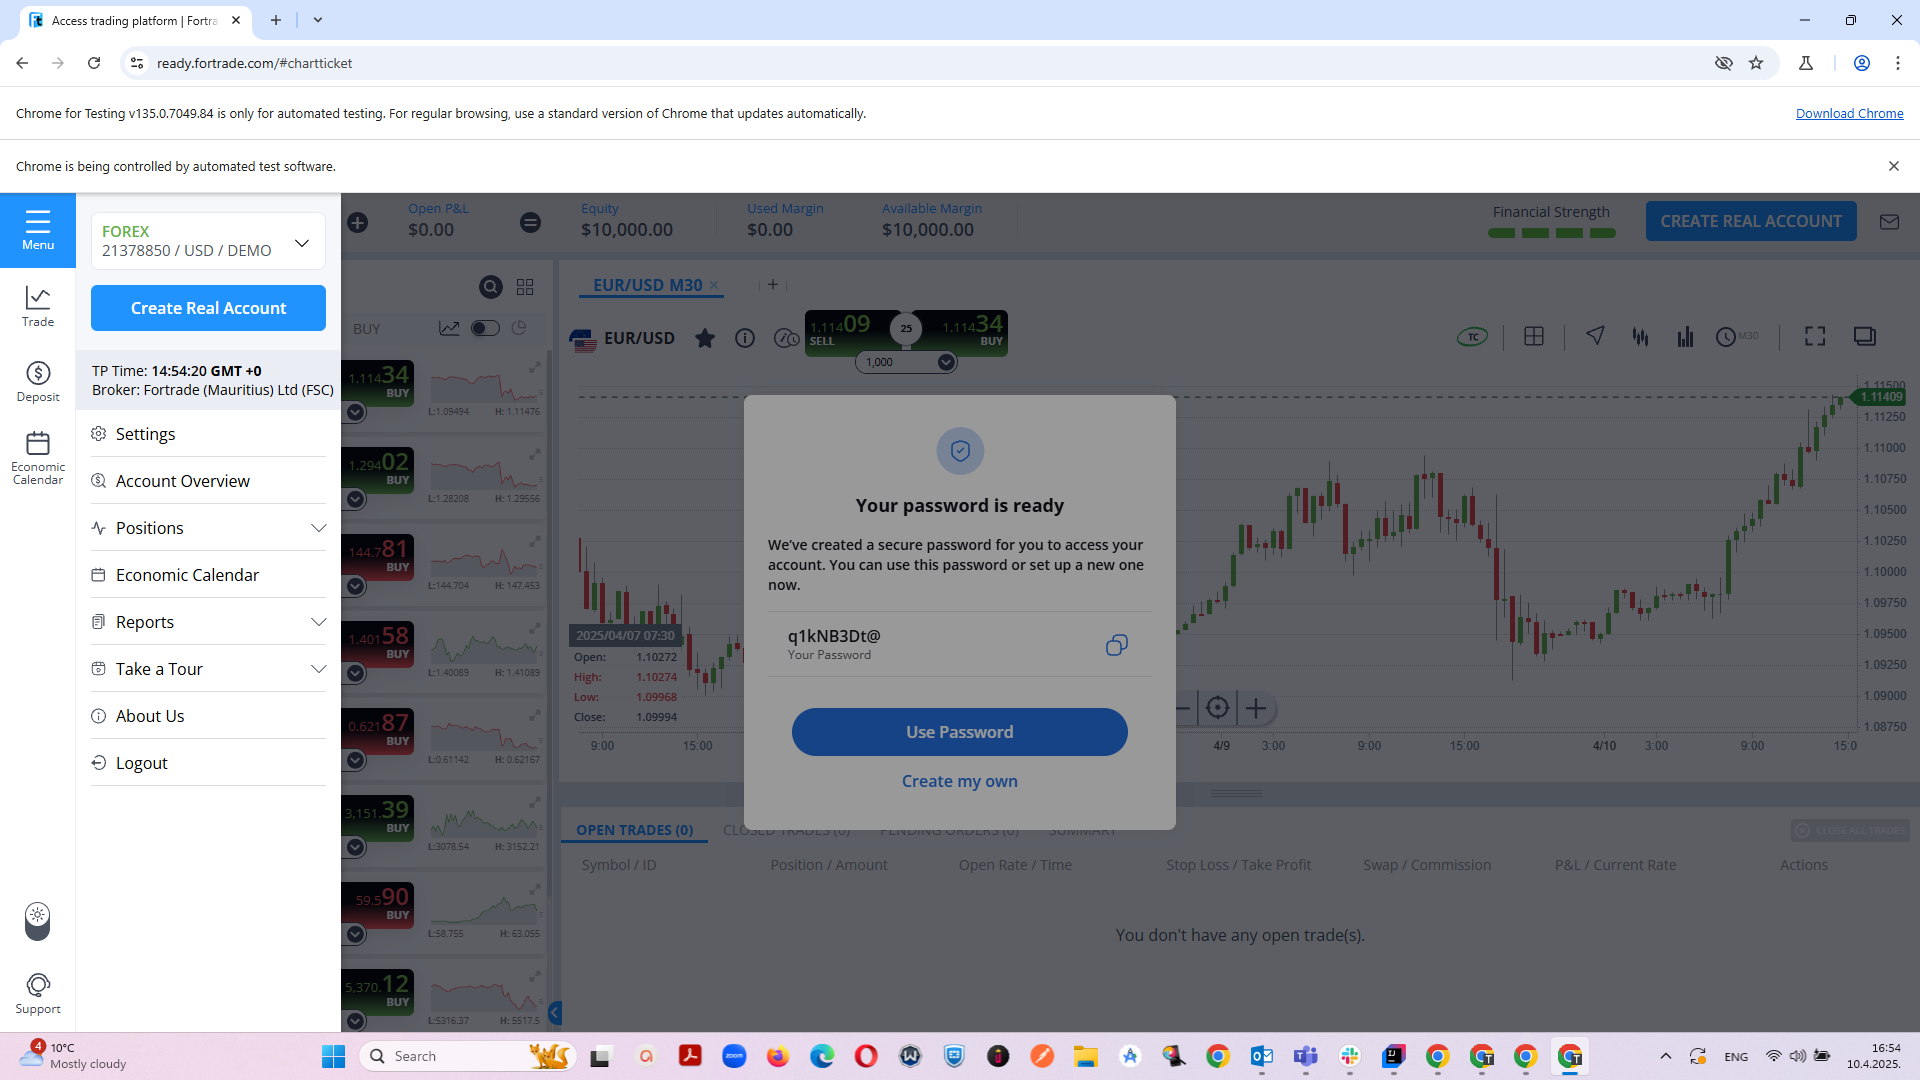 Access trading platform | Fortra
ready.fortrade.com/#chartticket
Chrome for Testing v135.0.7049.84 is only for automated testing. For regular browsing, use a standard version of Chrome that updates automatically.
Download Chrome
Chrome is being controlled by automated test software.
Menu
Trade
Deposit
Economic
Calendar
Support
FOREX
21378850 / USD / DEMO
Create Real Account
TP Time: 14:54:20 GMT +0
Broker: Fortrade (Mauritius) Ltd (FSC)
Settings
Account Overview
Positions
Economic Calendar
Reports
Take a Tour
About Us
Logout
Open P&L
$0.00
Equity
$10,000.00
Used Margin
$0.00
Available Margin
$10,000.00
Financial Strength
CREATE REAL ACCOUNT
BUY
1.11434
BUY
L:1.09494 H: 1.11476
1.29402
BUY
L:1.28208 H: 1.29556
144.781
BUY
L:144.704 H: 147.453
1.40158
BUY
L:1.40089 H: 1.41089
0.62187
BUY
L:0.61142 H: 0.62167
3,151.39
BUY
L:3078.54 H: 3152.21
59.590
BUY
L:58.755 H: 63.055
5,370.12
BUY
L:5316.37 H: 5517.5
EUR/USD M30
EUR/USD
1.11409
SELL
25
1.11434
BUY
1,000
TC
M30
1.11500
1.11409
1.11250
1.11000
1.10750
1.10500
1.10250
1.10000
1.09750
1.09500
1.09250
1.09000
1.08750
2025/04/07 07:30
Open: 1.10272
High: 1.10274
Low: 1.09968
Close: 1.09994
9:00 15:00 4/9 3:00 9:00 15:00 4/10 3:00 9:00 15:0
Your password is ready
We've created a secure password for you to access your
account. You can use this password or set up a new one
now.
q1kNB3Dt@
Your Password
Use Password
Create my own
OPEN TRADES (0) CLOSED TRADES (0) PENDING ORDERS (0) SUMMARY
CLOSE ALL TRADES
Symbol / ID Position / Amount Open Rate / Time Stop Loss / Take Profit Swap / Commission P&L / Current Rate Actions
You don't have any open trade(s).
4
10°C
Mostly cloudy
Search
zoom
ENG
16:54
10.4.2025.